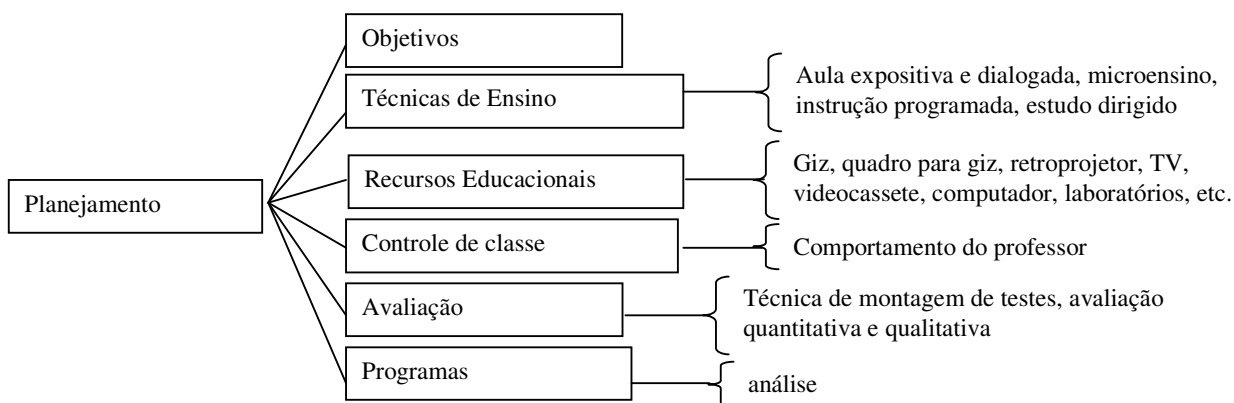 Objetivos
Técnicas de Ensino
Aula expositiva e dialogada, microensino,
instrução programada, estudo dirigido
Planejamento
Recursos Educacionais
Giz, quadro para giz, retroprojetor, TV,
videocassete, computador, laboratórios, etc.
Controle de classe
Comportamento do professor
Avaliação
Técnica de montagem de testes, avaliação
quantitativa e qualitativa
Programas
análise